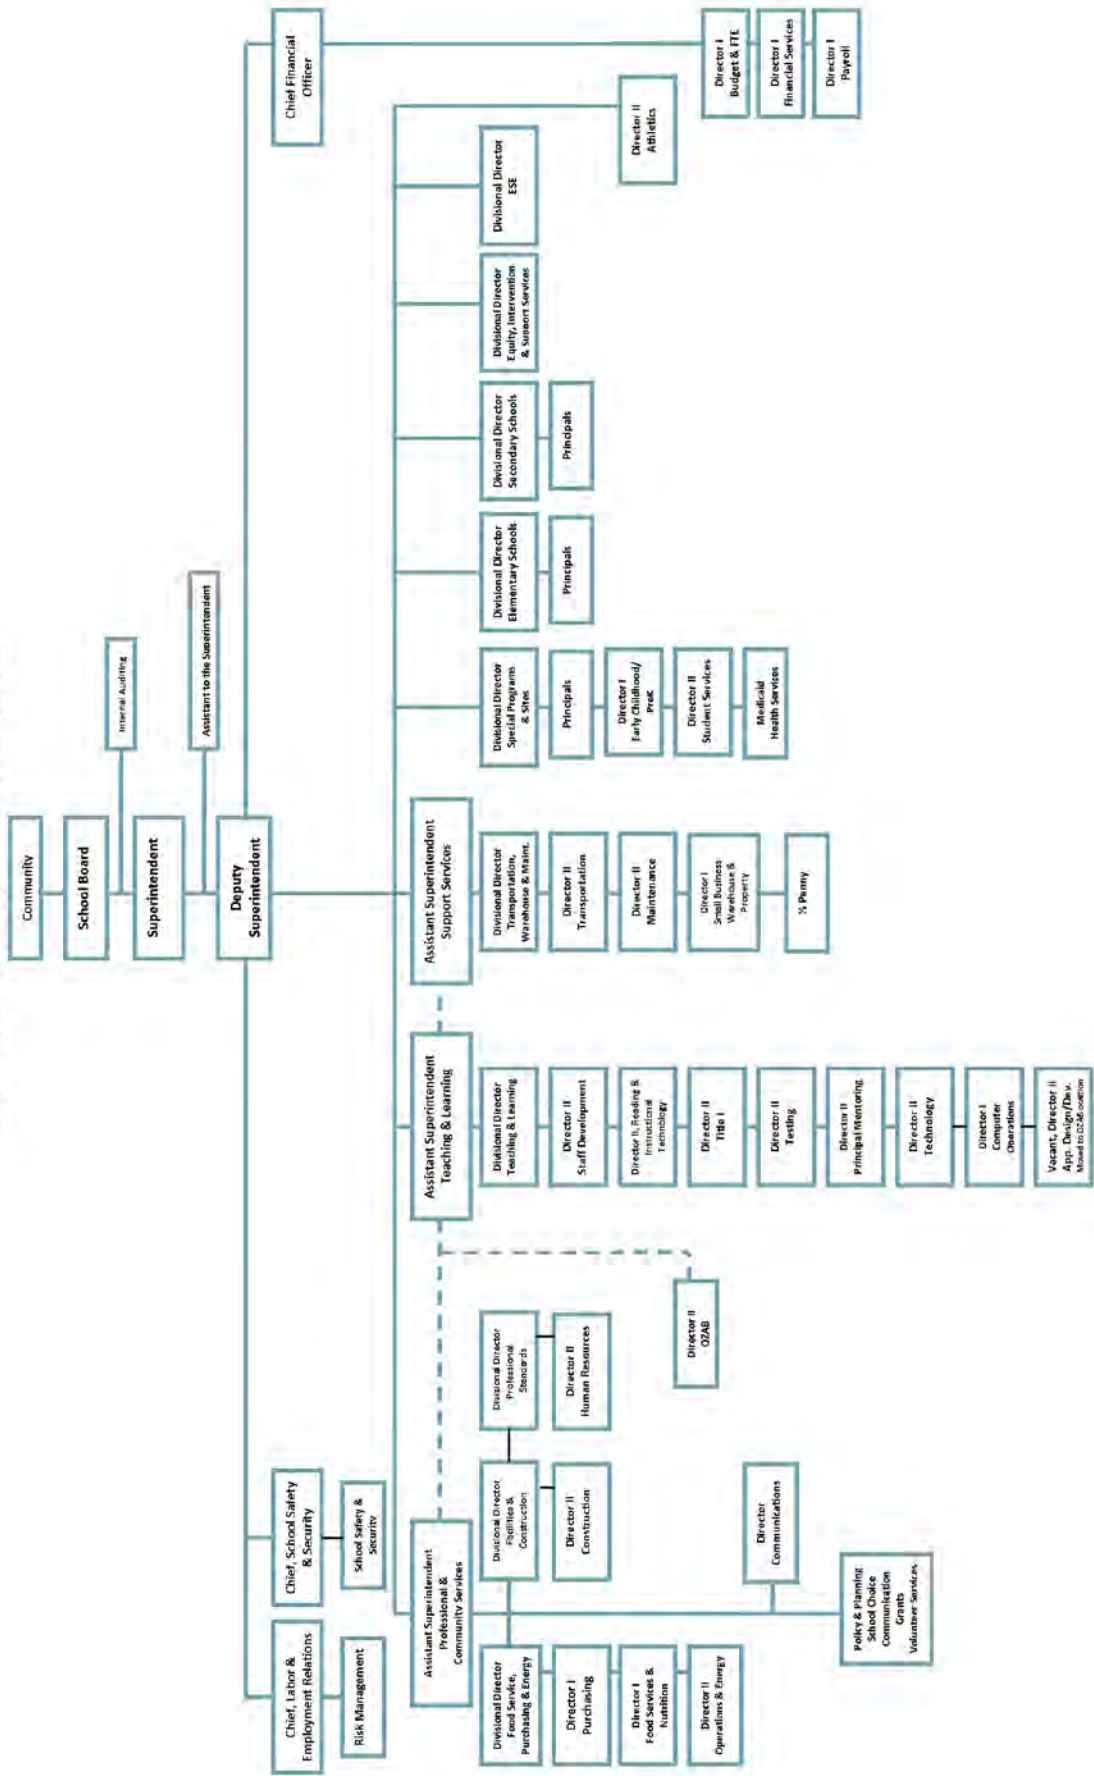 Community
School Board
Internal Auditing
Superintendent
Assistant to the Superintendent
Deputy
Superintendent
Chief, Labor &
Employment Relations
Risk Management
Chief, School Safety
& Security
School Safety &
Security
Chief Financial
Officer
Director I
Budget & FTE
Director I
Financial Services
Director I
Payroll
Assistant Superintendent
Professional &
Community Services
Divisional Director
Food Service,
Purchasing & Energy
Director I
Purchasing
Director I
Food Services &
Nutrition
Director II
Operations & Energy
Divisional Director
Facilities &
Construction
Director II
Construction
Divisional Director
Professional
Standards
Director II
Human Resources
Director
Communications
Policy & Planning
School Choice
Communication
Grants
Volunteer Services
Director II
OZAB
Assistant Superintendent
Teaching & Learning
Divisional Director
Teaching & Learning
Director II
Staff Development
Director II, Reading &
Instructional
Technology
Director II
Title I
Director II
Testing
Director II
Principal Mentoring
Director II
Technology
Director I
Computer
Operations
Vacant, Director II
App. Design/Dev.
Moved to OZAB location
Assistant Superintendent
Support Services
Divisional Director
Transportation,
Warehouse & Maint.
Director II
Transportation
Director II
Maintenance
Director I
Small Business
Warehouse &
Property
½ Penny
Divisional Director
Special Programs
& Sites
Principals
Director I
Early Childhood/
PreK
Director II
Student Services
Medicaid
Health Services
Divisional Director
Elementary Schools
Principals
Divisional Director
Secondary Schools
Principals
Divisional Director
Equity, Intervention
& Support Services
Divisional Director
ESE
Director II
Athletics